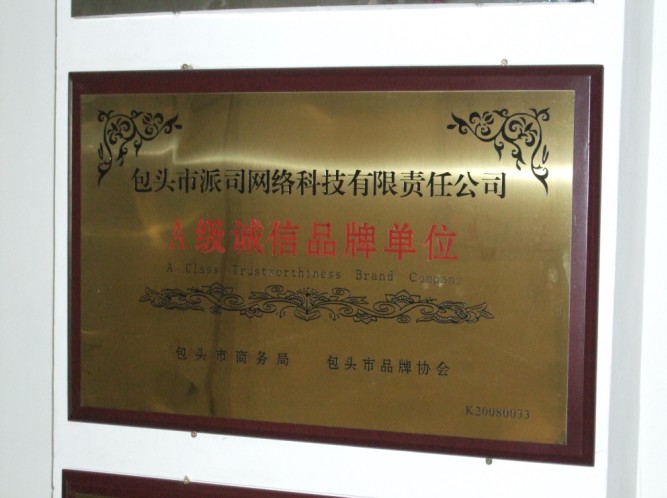 包头市派司网络科技有限责任公司
A级诚信品牌单位
A Class Trustworthiness Brand Company
包头市商务局 包头市品牌协会
K20080033